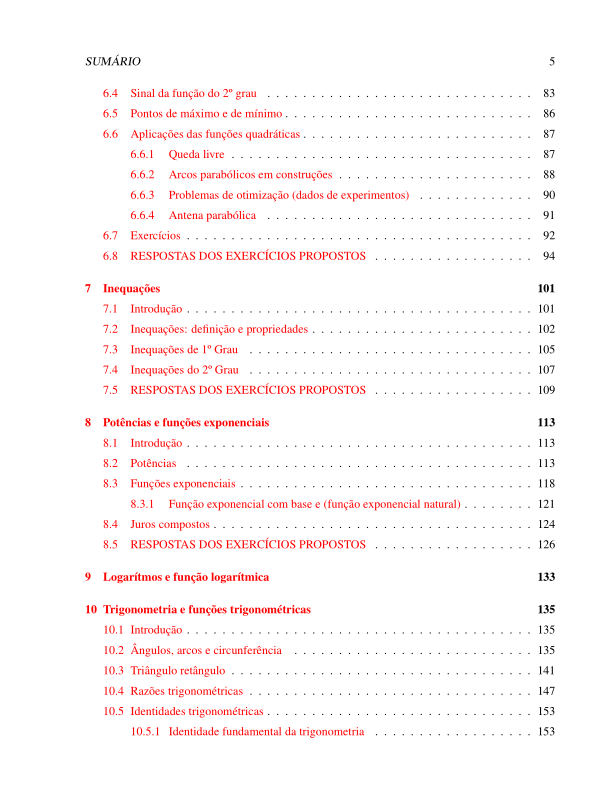 SUMÁRIO 5
6.4 Sinal da função do 2º grau . . . . . . . . . . . . . . . . . . . . . . . . . . . . . . 83
6.5 Pontos de máximo e de mínimo . . . . . . . . . . . . . . . . . . . . . . . . . . . . 86
6.6 Aplicações das funções quadráticas . . . . . . . . . . . . . . . . . . . . . . . . . . 87
6.6.1 Queda livre . . . . . . . . . . . . . . . . . . . . . . . . . . . . . . . . . . 87
6.6.2 Arcos parabólicos em construções . . . . . . . . . . . . . . . . . . . . . . 88
6.6.3 Problemas de otimização (dados de experimentos) . . . . . . . . . . . . . 90
6.6.4 Antena parabólica . . . . . . . . . . . . . . . . . . . . . . . . . . . . . . 91
6.7 Exercícios . . . . . . . . . . . . . . . . . . . . . . . . . . . . . . . . . . . . . . . 92
6.8 RESPOSTAS DOS EXERCÍCIOS PROPOSTOS . . . . . . . . . . . . . . . . . . 94
7 Inequações 101
7.1 Introdução . . . . . . . . . . . . . . . . . . . . . . . . . . . . . . . . . . . . . . . 101
7.2 Inequações: definição e propriedades . . . . . . . . . . . . . . . . . . . . . . . . . 102
7.3 Inequações de 1º Grau . . . . . . . . . . . . . . . . . . . . . . . . . . . . . . . . 105
7.4 Inequações do 2º Grau . . . . . . . . . . . . . . . . . . . . . . . . . . . . . . . . 107
7.5 RESPOSTAS DOS EXERCÍCIOS PROPOSTOS . . . . . . . . . . . . . . . . . . 109
8 Potências e funções exponenciais 113
8.1 Introdução . . . . . . . . . . . . . . . . . . . . . . . . . . . . . . . . . . . . . . . 113
8.2 Potências . . . . . . . . . . . . . . . . . . . . . . . . . . . . . . . . . . . . . . . 113
8.3 Funções exponenciais . . . . . . . . . . . . . . . . . . . . . . . . . . . . . . . . . 118
8.3.1 Função exponencial com base e (função exponencial natural) . . . . . . . . 121
8.4 Juros compostos . . . . . . . . . . . . . . . . . . . . . . . . . . . . . . . . . . . . 124
8.5 RESPOSTAS DOS EXERCÍCIOS PROPOSTOS . . . . . . . . . . . . . . . . . . 126
9 Logarítmos e função logarítmica 133
10 Trigonometria e funções trigonométricas 135
10.1 Introdução . . . . . . . . . . . . . . . . . . . . . . . . . . . . . . . . . . . . . . . 135
10.2 Ângulos, arcos e circunferência . . . . . . . . . . . . . . . . . . . . . . . . . . . 135
10.3 Triângulo retângulo . . . . . . . . . . . . . . . . . . . . . . . . . . . . . . . . . . 141
10.4 Razões trigonométricas . . . . . . . . . . . . . . . . . . . . . . . . . . . . . . . . 147
10.5 Identidades trigonométricas . . . . . . . . . . . . . . . . . . . . . . . . . . . . . . 153
10.5.1 Identidade fundamental da trigonometria . . . . . . . . . . . . . . . . . . 153